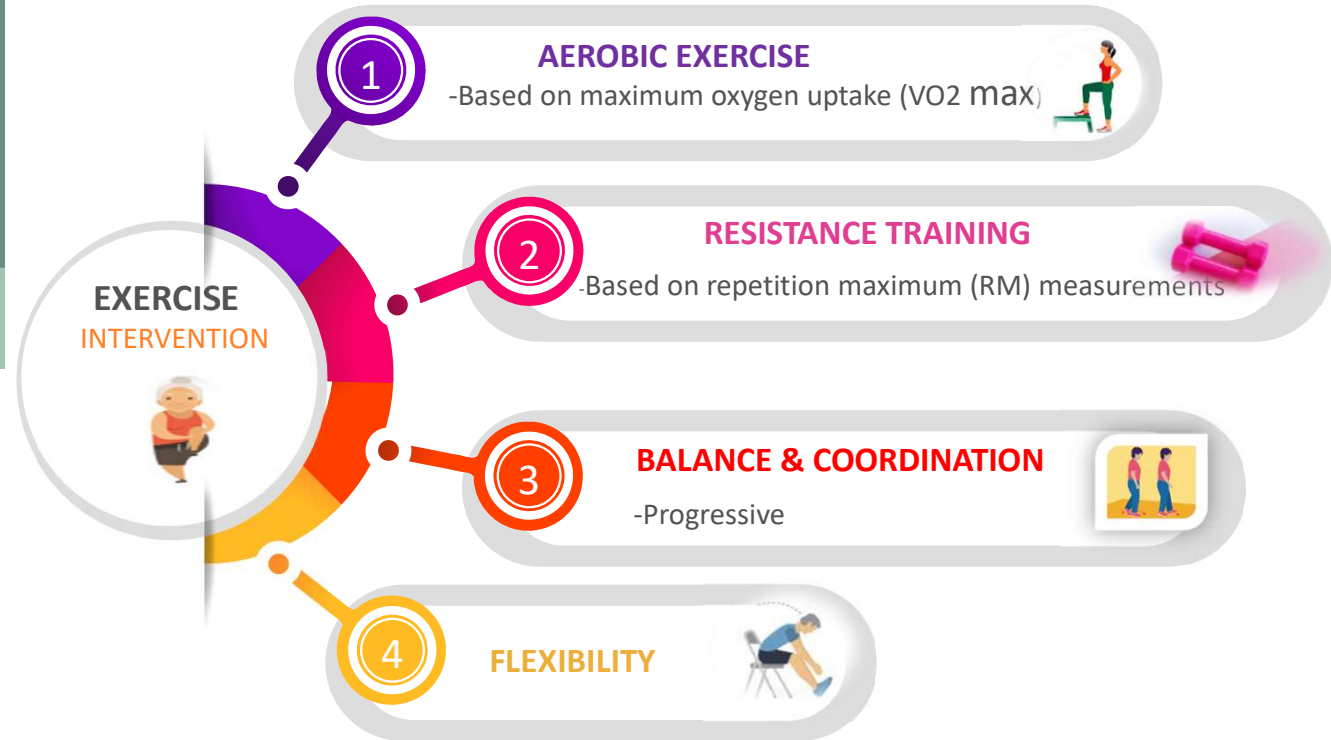 1
AEROBIC EXERCISE
-Based on maximum oxygen uptake (VO2 max)
2
RESISTANCE TRAINING
-Based on repetition maximum (RM) measurements
EXERCISE
INTERVENTION
3
BALANCE & COORDINATION
-Progressive
4
FLEXIBILITY